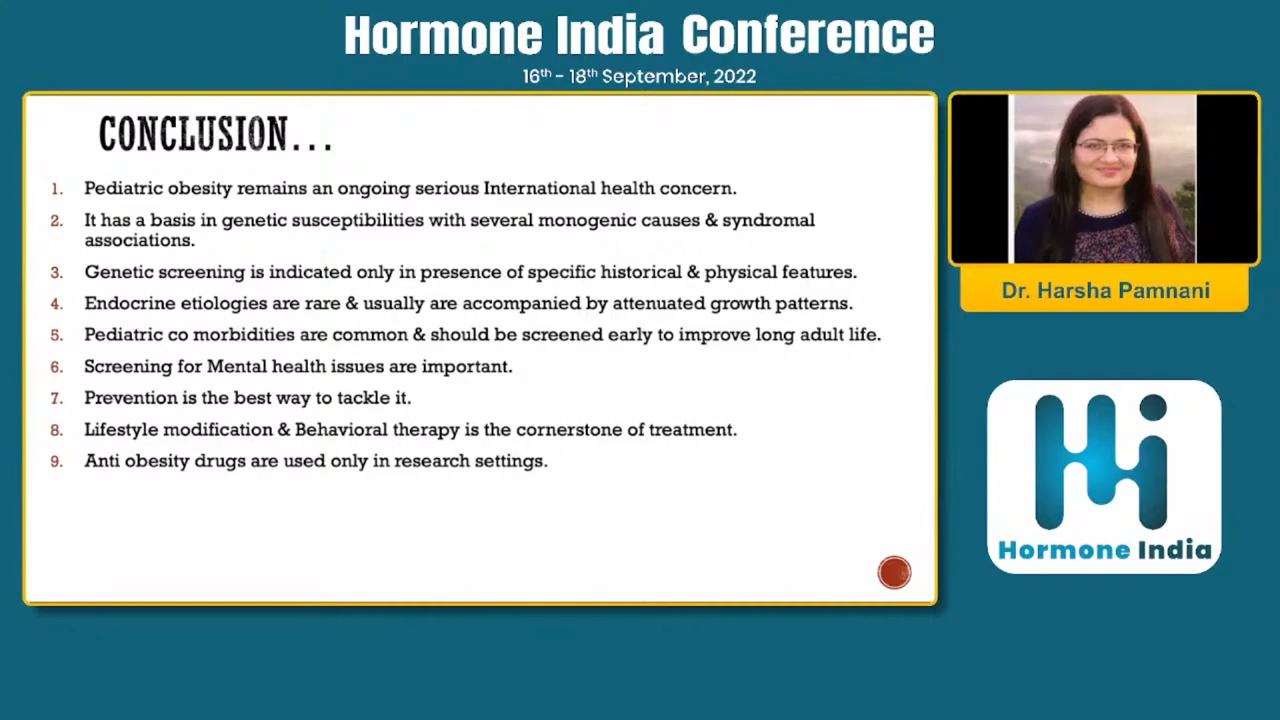 Hormone India Conference
16th - 18th September, 2022
CONCLUSION...
1. Pediatric obesity remains an ongoing serious International health concern.
2. It has a basis in genetic susceptibilities with several monogenic causes & syndromal
associations.
3. Genetic screening is indicated only in presence of specific historical & physical features.
4. Endocrine etiologies are rare & usually are accompanied by attenuated growth patterns.
5. Pediatric co morbidities are common & should be screened early to improve long adult life.
6. Screening for Mental health issues are important.
7. Prevention is the best way to tackle it.
8. Lifestyle modification & Behavioral therapy is the cornerstone of treatment.
9. Anti obesity drugs are used only in research settings.
Dr. Harsha Pamnani
Hi
Hormone India